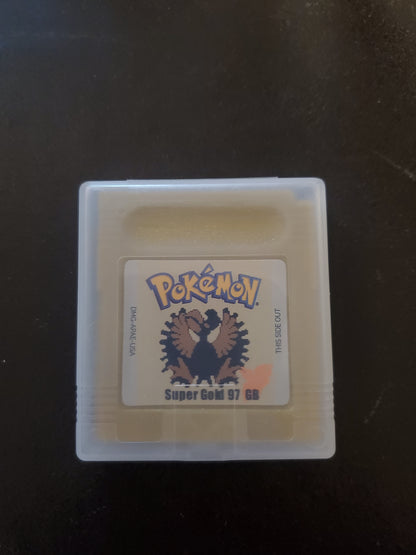 POKéMON
DMG-APAE-USA
THIS SIDE OUT
Super Gold 97 GB